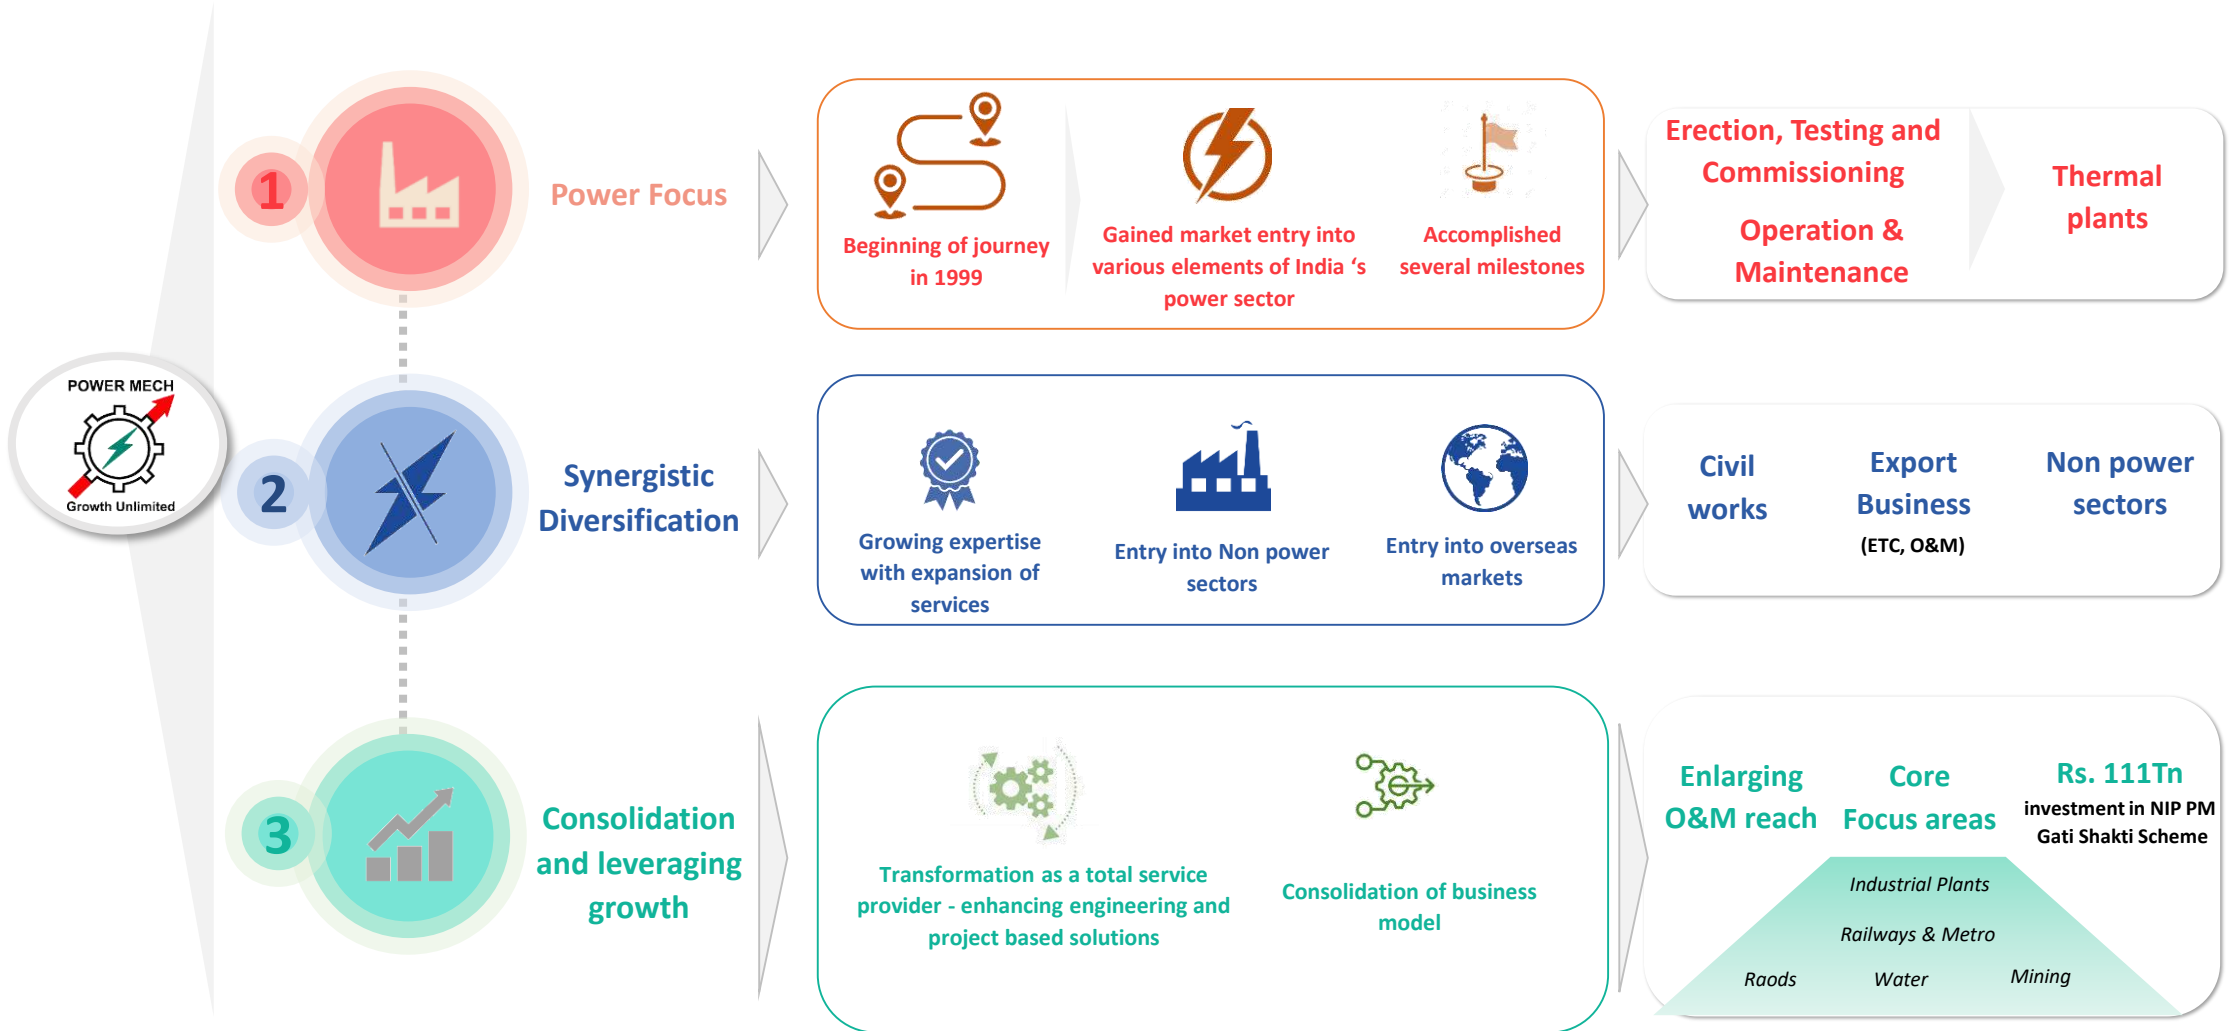 POWER MECH
Growth Unlimited
1
Power Focus
Beginning of journey
in 1999
Gained market entry into
various elements of India ‘s
power sector
Accomplished
several milestones
Erection, Testing and
Commissioning
Operation &
Maintenance
Thermal
plants
2
Synergistic
Diversification
Growing expertise
with expansion of
services
Entry into Non power
sectors
Entry into overseas
markets
Civil
works
Export
Business
(ETC, O&M)
Non power
sectors
3
Consolidation
and leveraging
growth
Transformation as a total service
provider - enhancing engineering and
project based solutions
Consolidation of business
model
Enlarging
O&M reach
Core
Focus areas
Rs. 111Tn
investment in NIP PM
Gati Shakti Scheme
Industrial Plants
Railways & Metro
Raods
Water
Mining